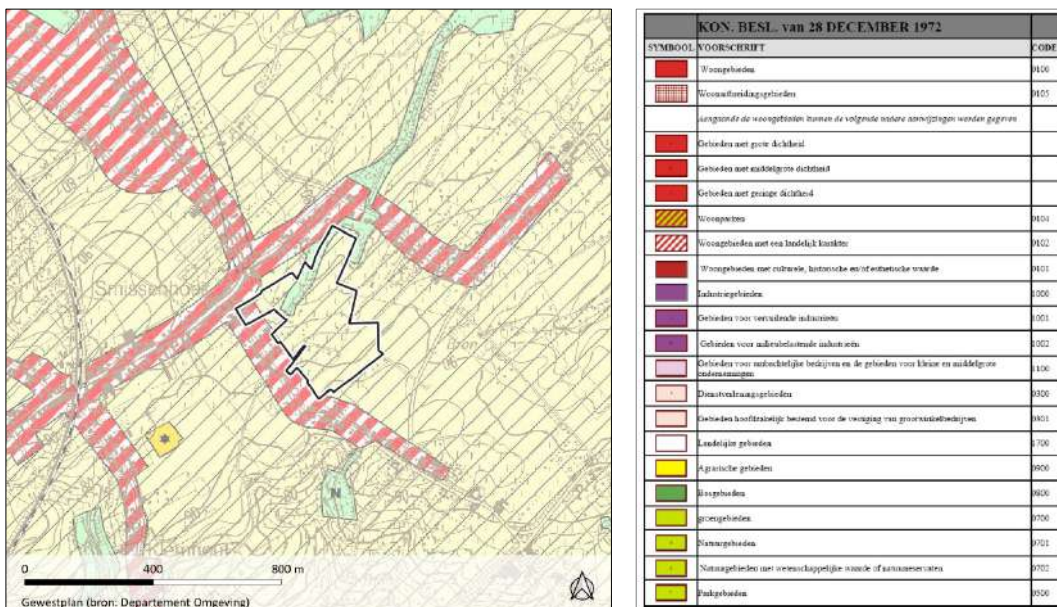 Smissenhoek
Bron
N
0 400 800 m
Gewestplan (bron: Departement Omgeving)
KON. BESL. van 28 DECEMBER 1972
SYMBOOL VOORSCHRIFT CODE
Woongebieden 0100
Woonuitbreidingsgebieden 0105
Aangaande de woongebieden kunnen de volgende nadere aanwijzingen worden gegeven
Gebieden met grote dichtheid
Gebieden met middelgrote dichtheid
Gebieden met geringe dichtheid
Woonparken 0104
Woongebieden met een landelijk karakter 0102
Woongebieden met culturele, historische en/of esthetische waarde 0101
Industriegebieden 1000
Gebieden voor vervuilende industrieën 1001
Gebieden voor milieubelastende industrieën 1002
Gebieden voor ambachtelijke bedrijven en de gebieden voor kleine en middelgrote
ondernemingen 1100
Dienstverleningsgebieden 0300
Gebieden hoofdzakelijk bestemd voor de vestiging van grootwinkelbedrijven 0301
Landelijke gebieden 1700
Agrarische gebieden 0900
Bosgebieden 0800
groengebieden 0700
Natuurgebieden 0701
Natuurgebieden met wetenschappelijke waarde of natuurreservaten 0702
Parkgebieden 0500